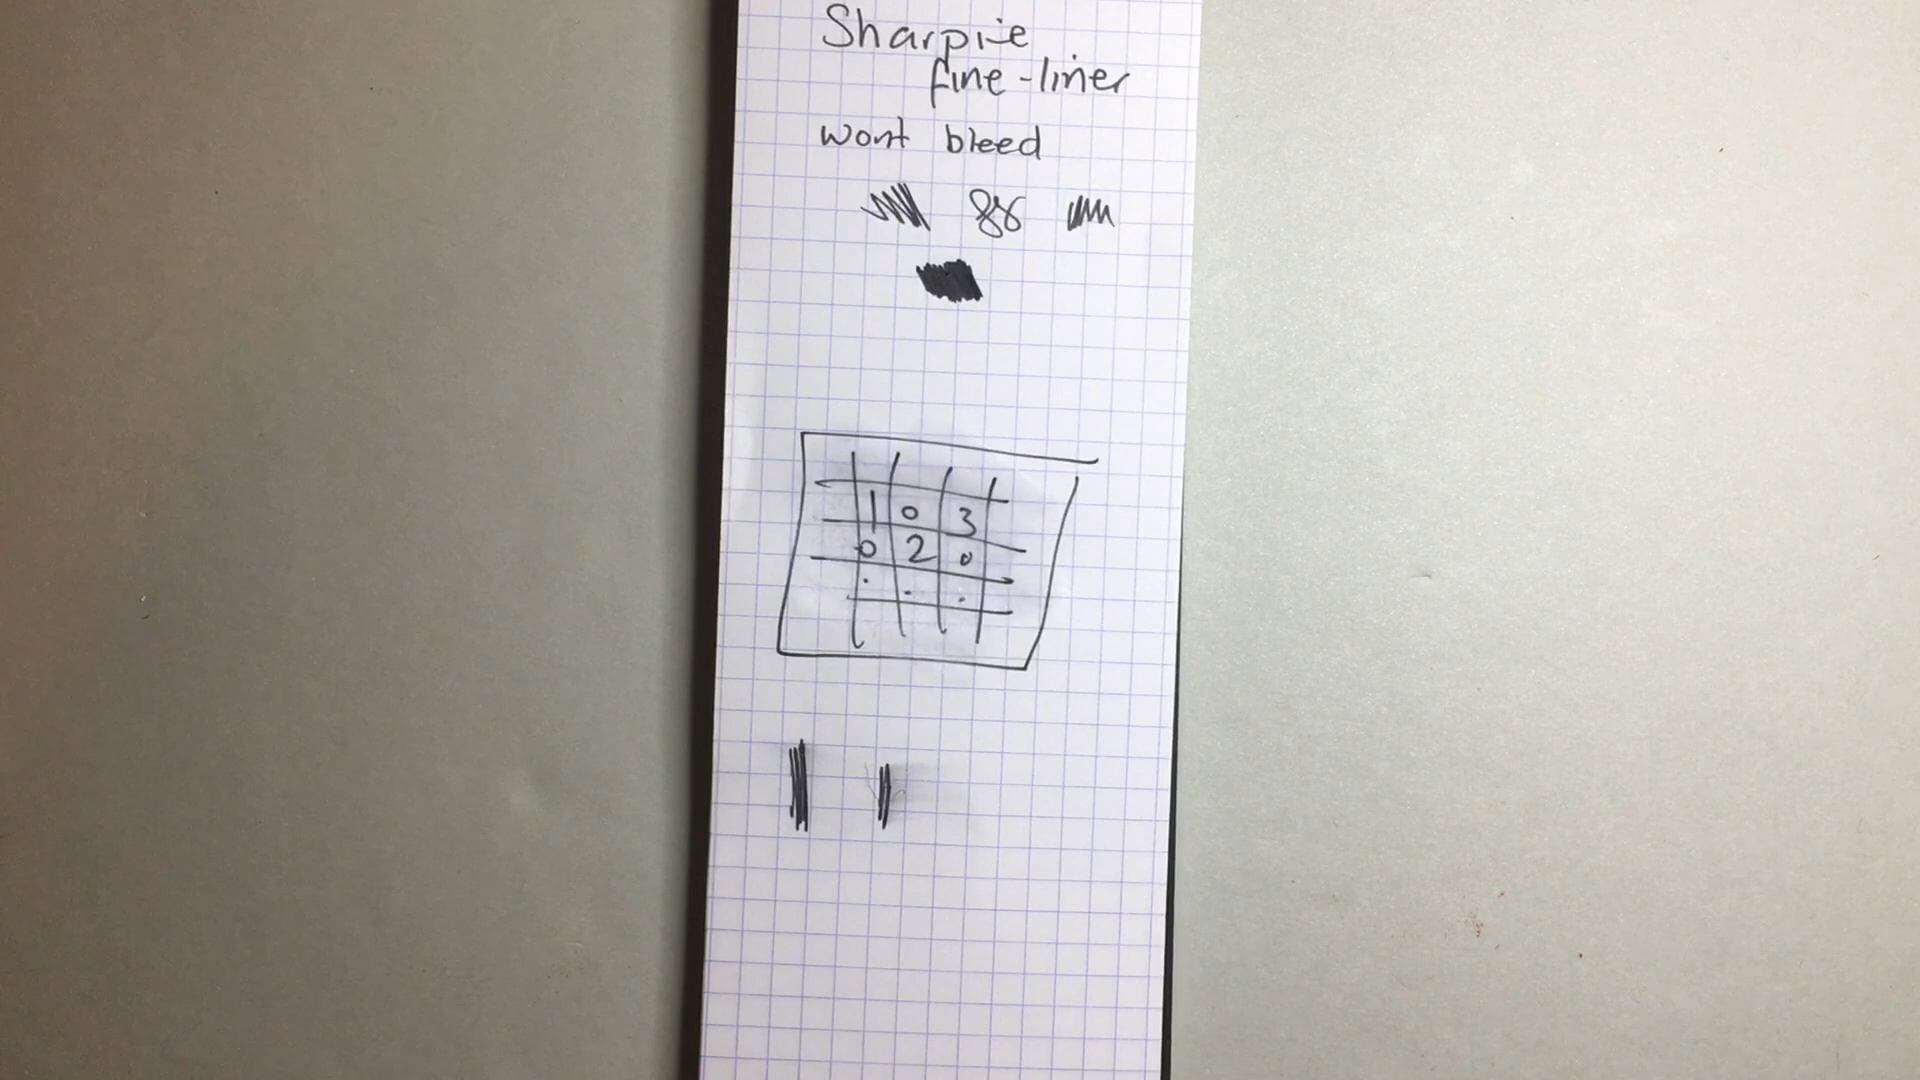 Sharpie
fine-liner
wont bleed
88
1 0 3
0 2 0
. . .